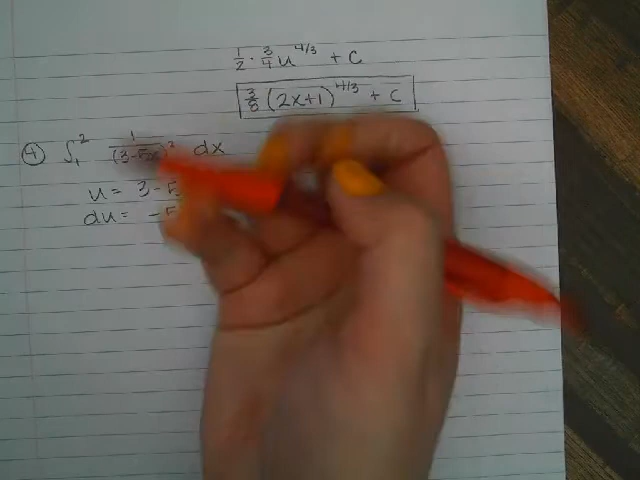 1/2 · 3/4 u^4/3 + C
3/8 (2x+1)^4/3 + C
④ ∫₁² 1/(3-5x)² dx
u = 3 - 5
du = -5